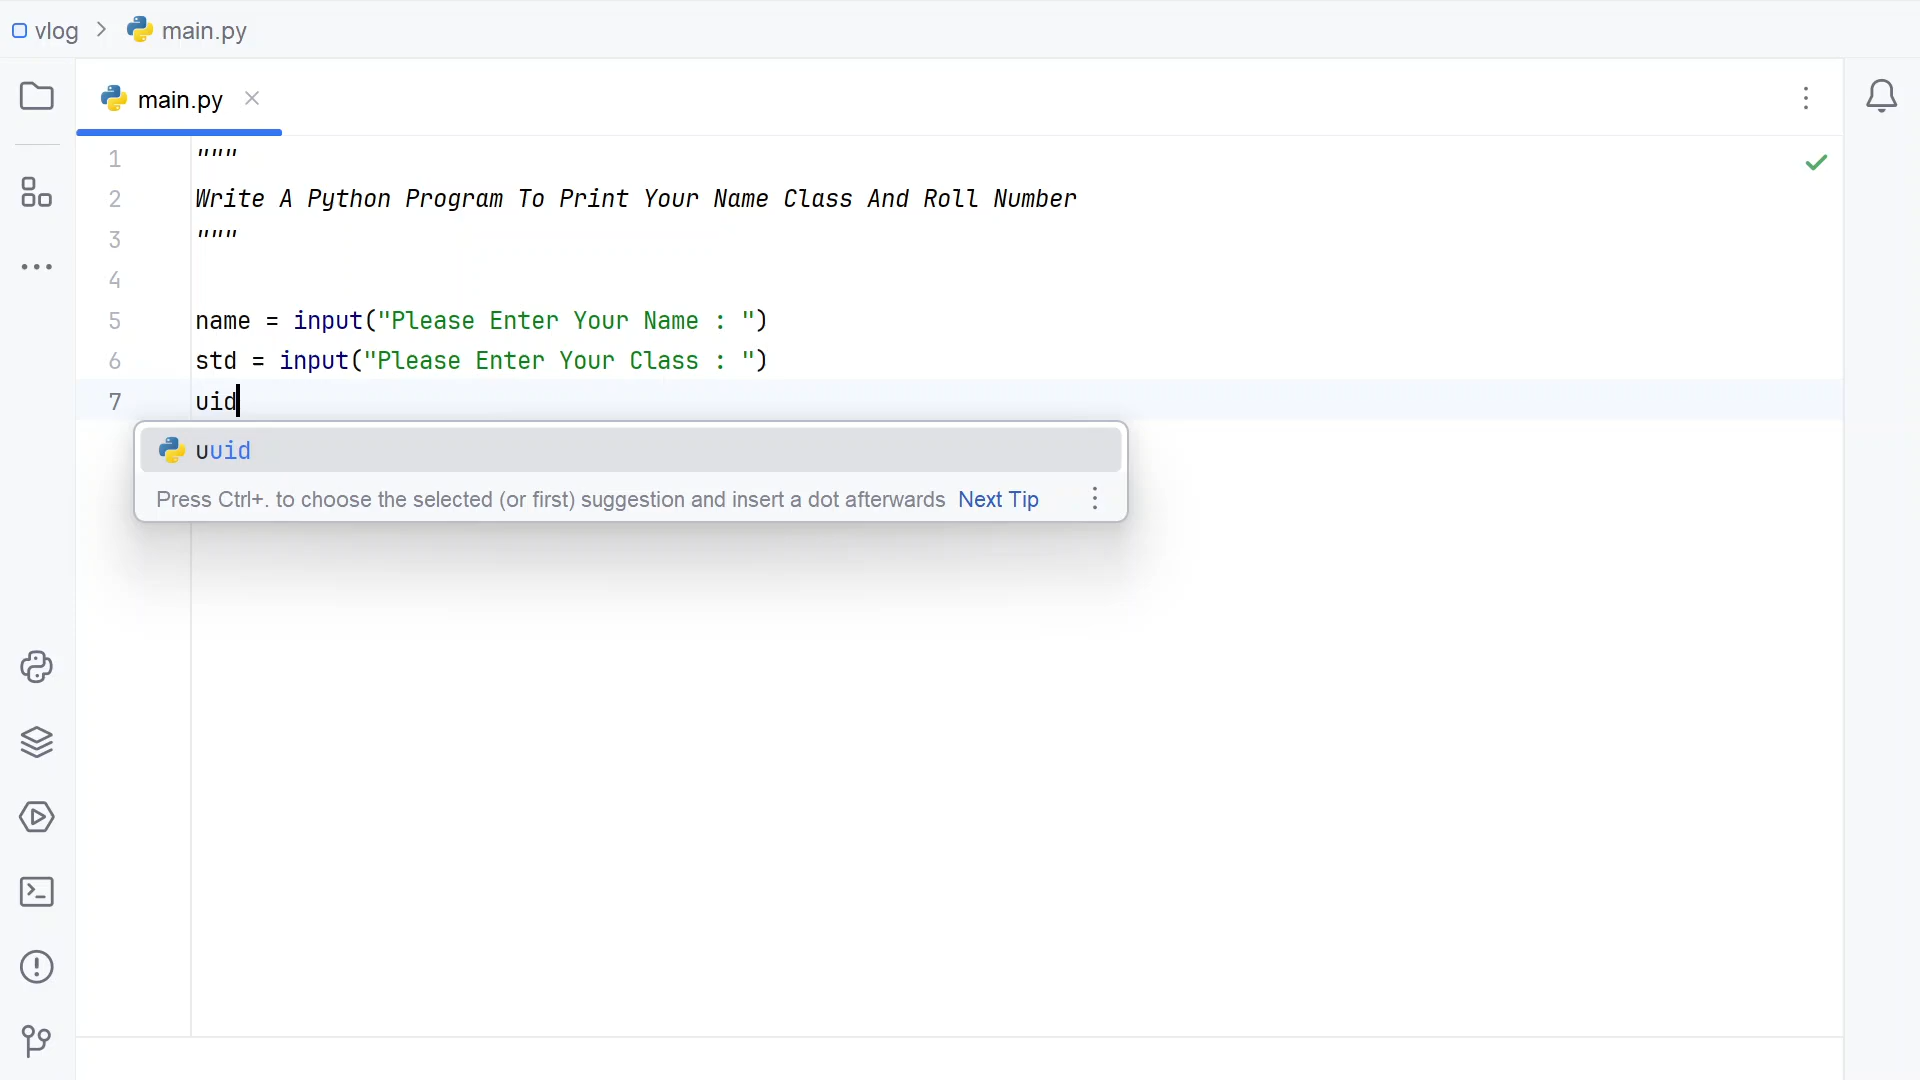 vlog > main.py
main.py
1 """
2 Write A Python Program To Print Your Name Class And Roll Number
3 """
4
5 name = input("Please Enter Your Name : ")
6 std = input("Please Enter Your Class : ")
7 uid
uuid
Press Ctrl+. to choose the selected (or first) suggestion and insert a dot afterwards Next Tip